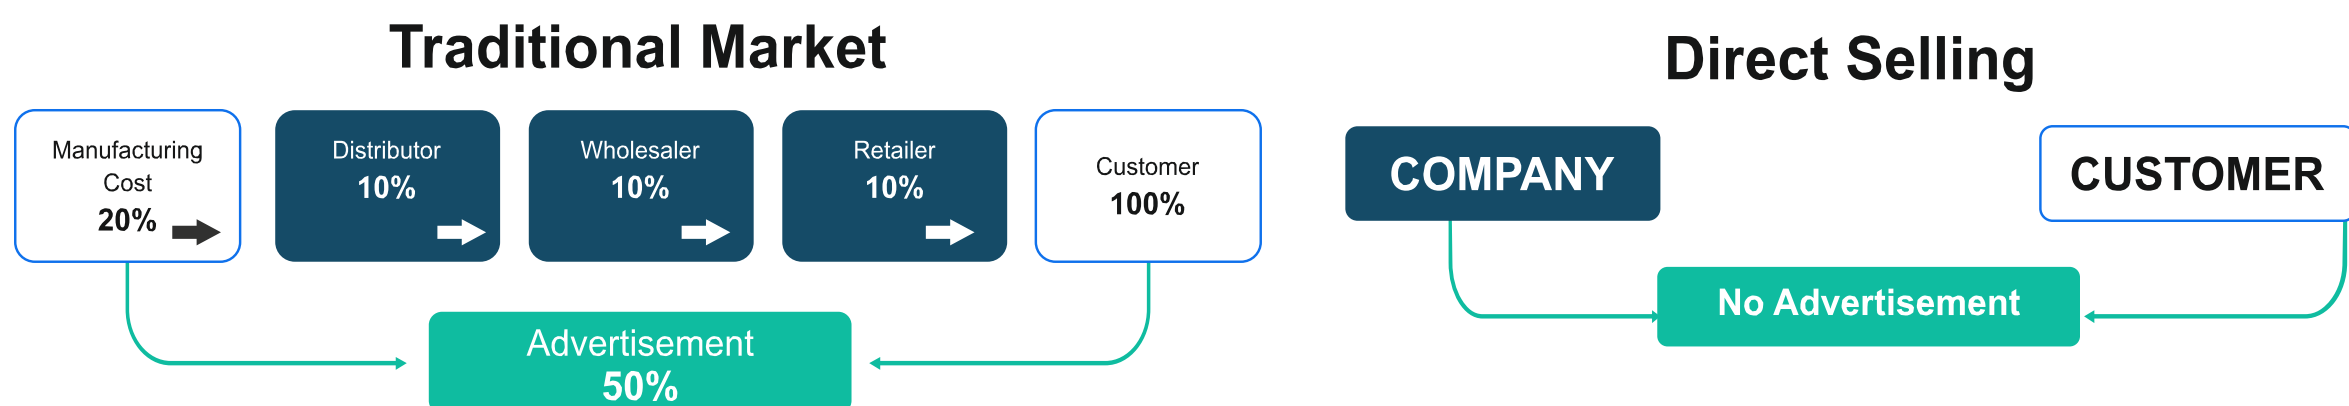 Traditional Market
Manufacturing
Cost
20%
Distributor
10%
Wholesaler
10%
Retailer
10%
Customer
100%
Advertisement
50%
Direct Selling
COMPANY
CUSTOMER
No Advertisement